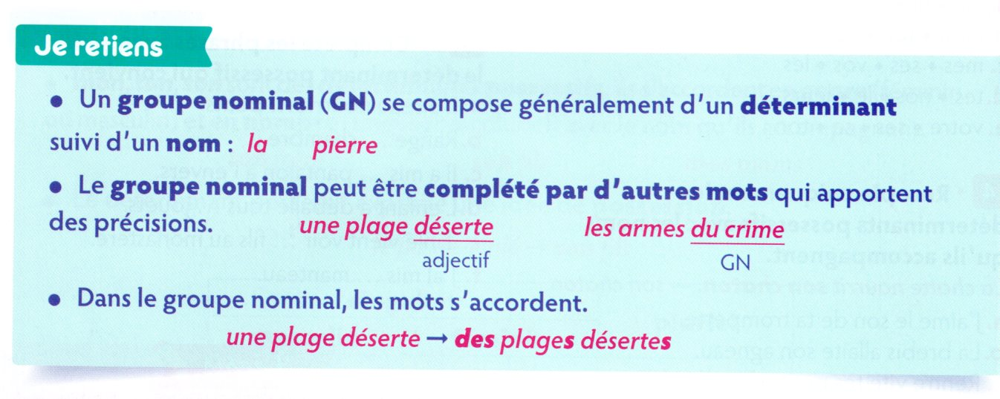 Je retiens
• Un groupe nominal (GN) se compose généralement d'un déterminant
suivi d'un nom : la pierre
• Le groupe nominal peut être complété par d'autres mots qui apportent
des précisions. une plage déserte les armes du crime
adjectif GN
• Dans le groupe nominal, les mots s'accordent.
une plage déserte → des plages désertes